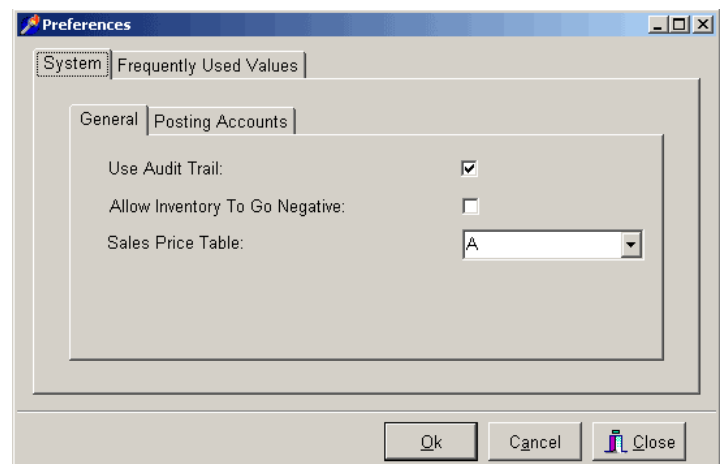 Preferences
System Frequently Used Values
General Posting Accounts
Use Audit Trail:
Allow Inventory To Go Negative:
Sales Price Table: A
Ok Cancel Close